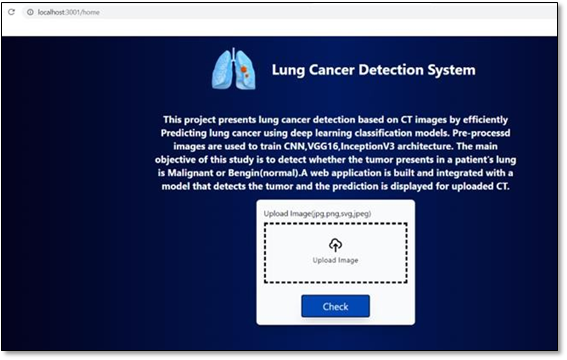 localhost:3001/home
Lung Cancer Detection System
This project presents lung cancer detection based on CT images by efficiently
Predicting lung cancer using deep learning classification models. Pre-processd
images are used to train CNN,VGG16,InceptionV3 architecture. The main
objective of this study is to detect whether the tumor presents in a patient's lung
is Malignant or Bengin(normal).A web application is built and integrated with a
model that detects the tumor and the prediction is displayed for uploaded CT.
Upload Image(jpg,png,svg,jpeg)
Upload Image
Check